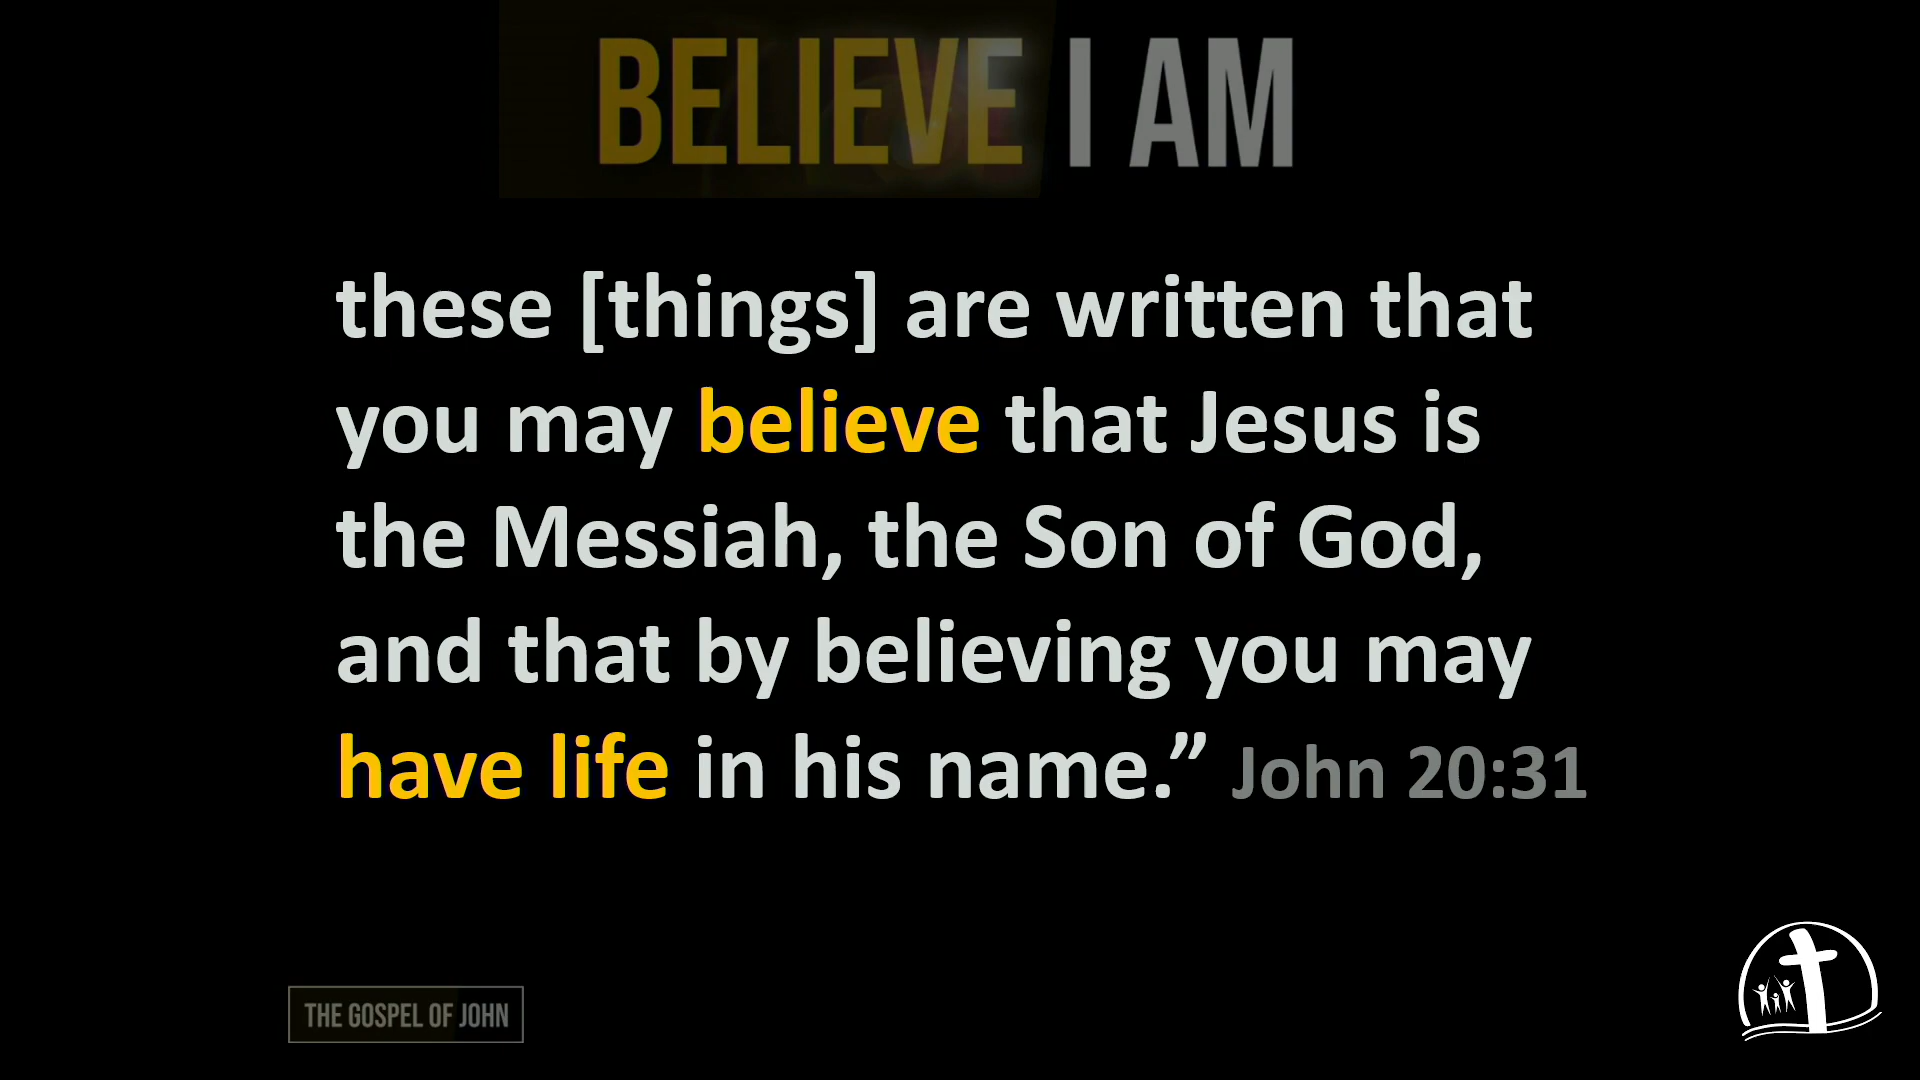 BELIEVE I AM
these [things] are written that
you may believe that Jesus is
the Messiah, the Son of God,
and that by believing you may
have life in his name.” John 20:31
THE GOSPEL OF JOHN